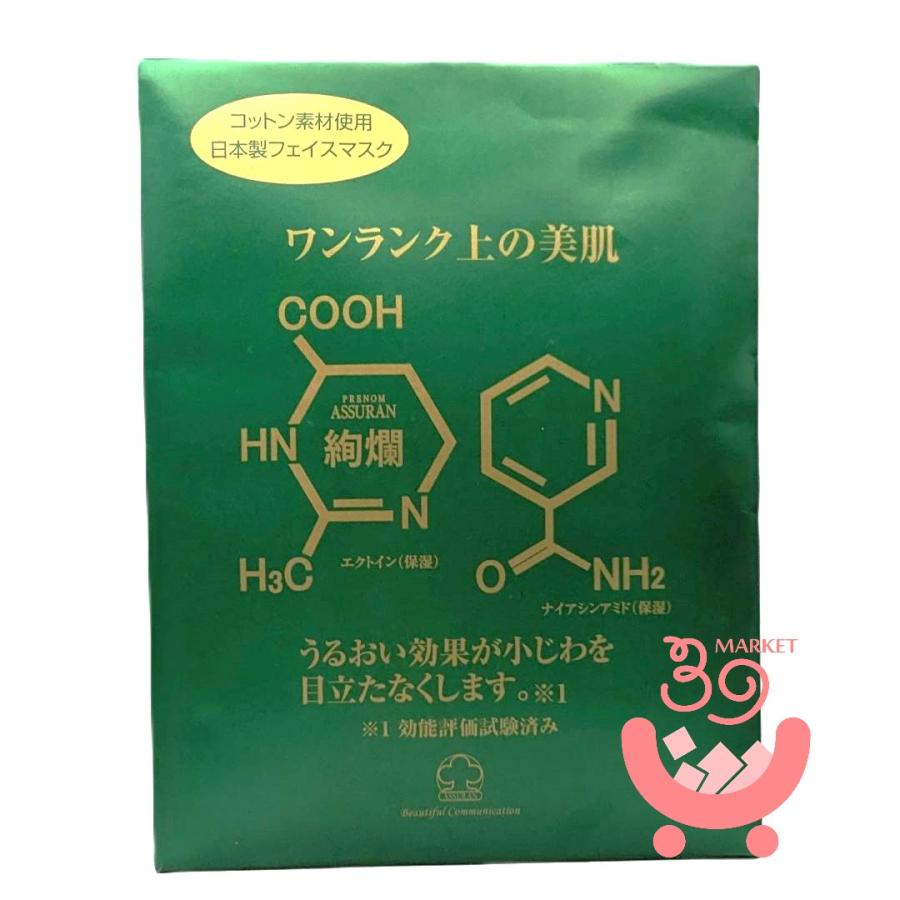 コットン素材使用
日本製フェイスマスク
ワンランク上の美肌
COOH
PRENOM
ASSURAN
絢爛
HN
N
H3C
エクトイン(保湿)
N
O
NH2
ナイアシンアミド(保湿)
うるおい効果が小じわを
目立たなくします。※1
※1 効能評価試験済み
ASSURAN
Beautiful Communication
MARKET
39